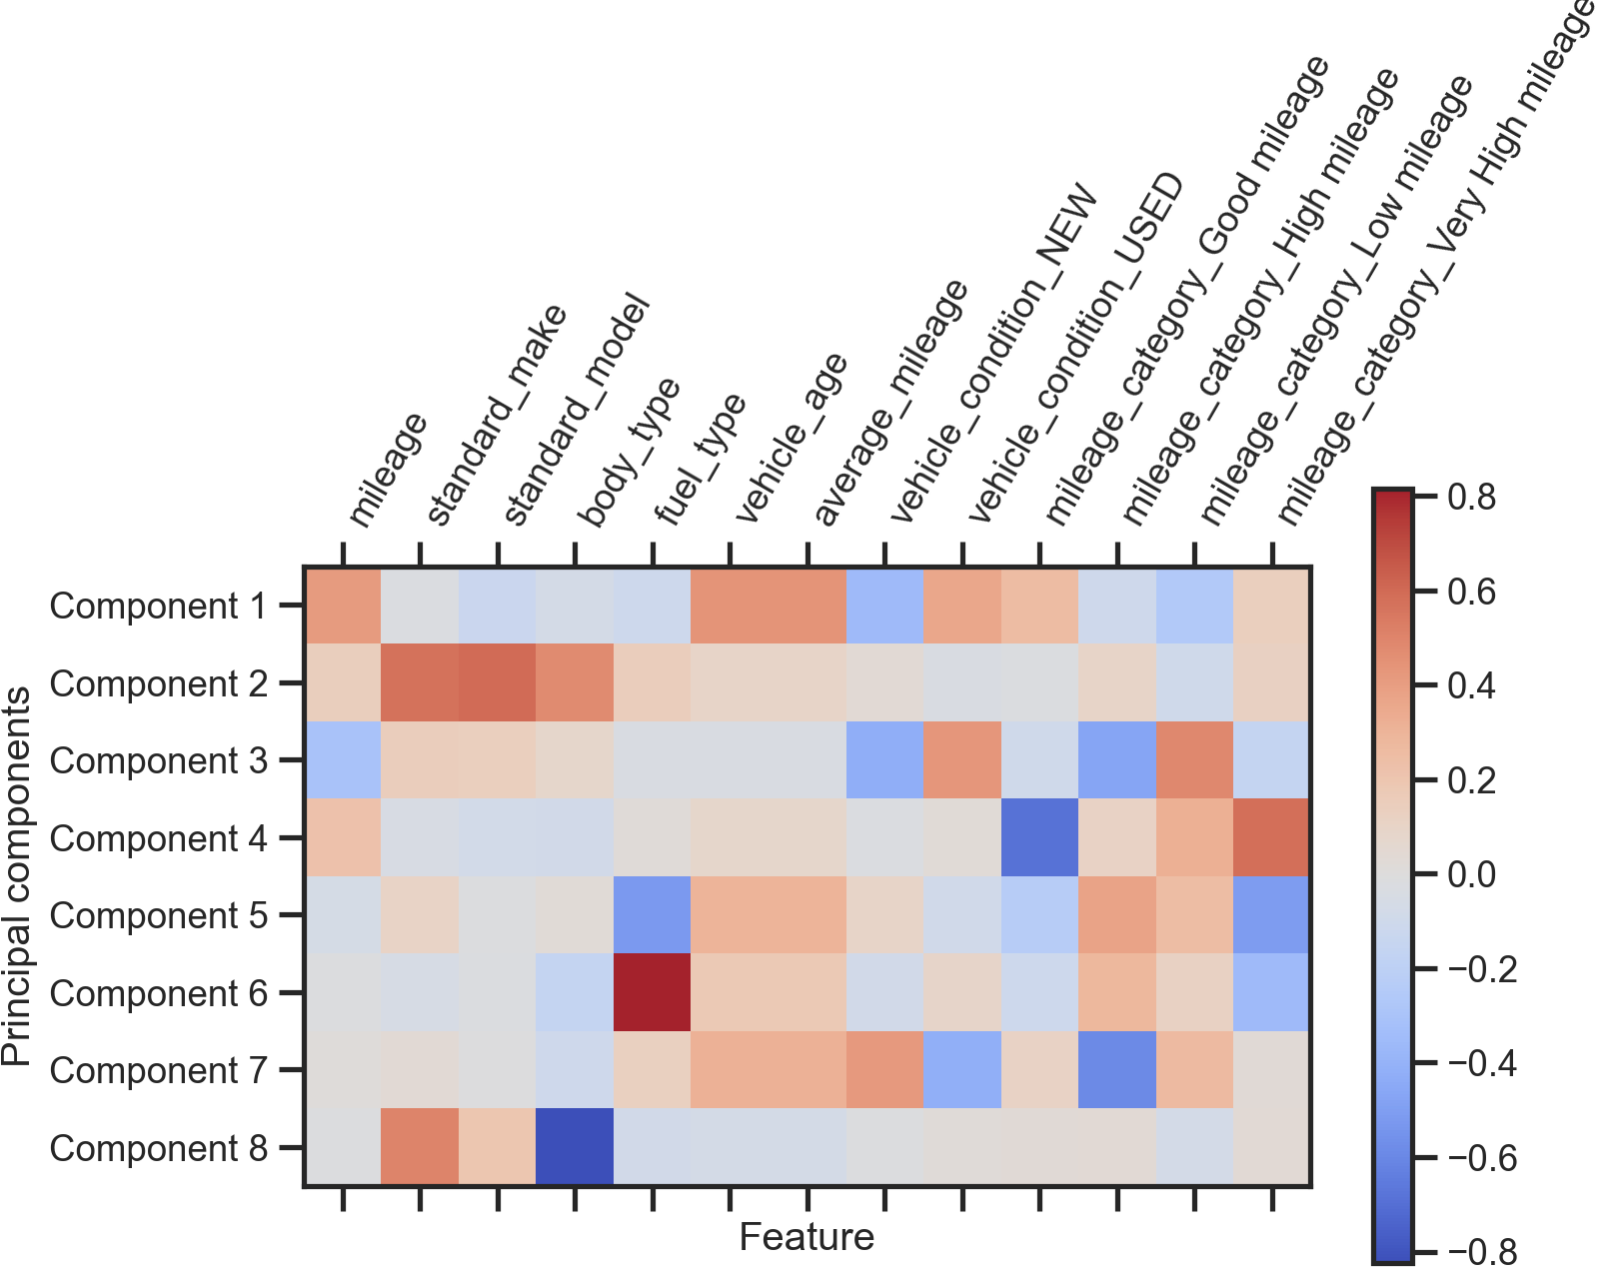 mileage
standard_make
standard_model
body_type
fuel_type
vehicle_age
average_mileage
vehicle_condition_NEW
vehicle_condition_USED
mileage_category_Good mileage
mileage_category_High mileage
mileage_category_Low mileage
mileage_category_Very High mileage
Principal components
Component 1
Component 2
Component 3
Component 4
Component 5
Component 6
Component 7
Component 8
Feature
0.8
0.6
0.4
0.2
0.0
−0.2
−0.4
−0.6
−0.8